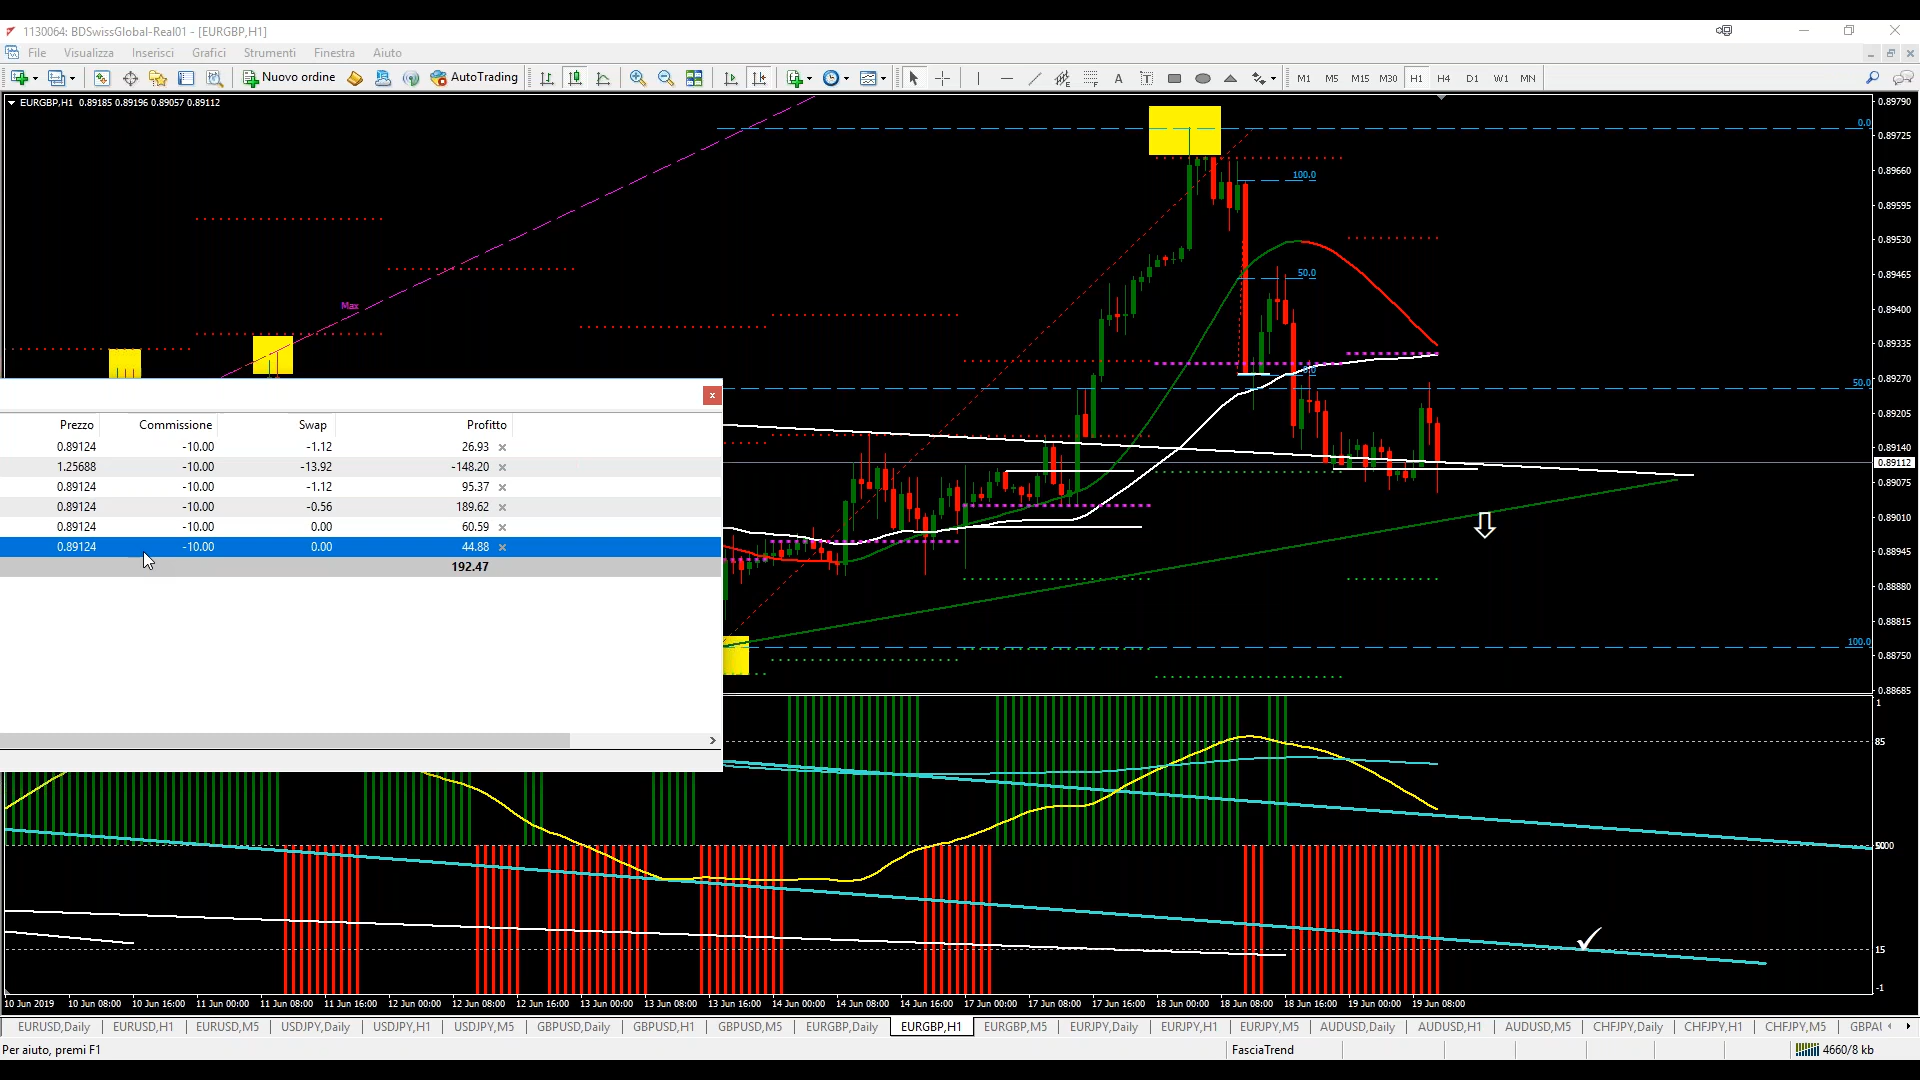 1130064: BDSwissGlobal-Real01 - [EURGBP,H1]
File Visualizza Inserisci Grafici Strumenti Finestra Aiuto
Nuovo ordine AutoTrading A T M1 M5 M15 M30 H1 H4 D1 W1 MN
EURGBP,H1 0.89185 0.89196 0.89057 0.89112
0.89790
0.0
0.89725
0.89660
100.0
0.89595
0.89530
50.0
0.89465
Max
0.89400
0.89335
0.89270
50.0
0.89205
0.89140
0.89112
0.89075
0.89010
0.88945
0.88880
0.88815
100.0
0.88750
0.88685
Prezzo Commissione Swap Profitto
0.89124 -10.00 -1.12 26.93
1.25688 -10.00 -13.92 -148.20
0.89124 -10.00 -1.12 95.37
0.89124 -10.00 -0.56 189.62
0.89124 -10.00 0.00 60.59
0.89124 -10.00 0.00 44.88
192.47
1
85
15
-1
10 Jun 2019 10 Jun 08:00 10 Jun 16:00 11 Jun 00:00 11 Jun 08:00 11 Jun 16:00 12 Jun 00:00 12 Jun 08:00 12 Jun 16:00 13 Jun 00:00 13 Jun 08:00 13 Jun 16:00 14 Jun 00:00 14 Jun 08:00 14 Jun 16:00 17 Jun 00:00 17 Jun 08:00 17 Jun 16:00 18 Jun 00:00 18 Jun 08:00 18 Jun 16:00 19 Jun 00:00 19 Jun 08:00
EURUSD,Daily EURUSD,H1 EURUSD,M5 USDJPY,Daily USDJPY,H1 USDJPY,M5 GBPUSD,Daily GBPUSD,H1 GBPUSD,M5 EURGBP,Daily EURGBP,H1 EURGBP,M5 EURJPY,Daily EURJPY,H1 EURJPY,M5 AUDUSD,Daily AUDUSD,H1 AUDUSD,M5 CHFJPY,Daily CHFJPY,H1 CHFJPY,M5 GBPAU
Per aiuto, premi F1 FasciaTrend 4660/8 kb